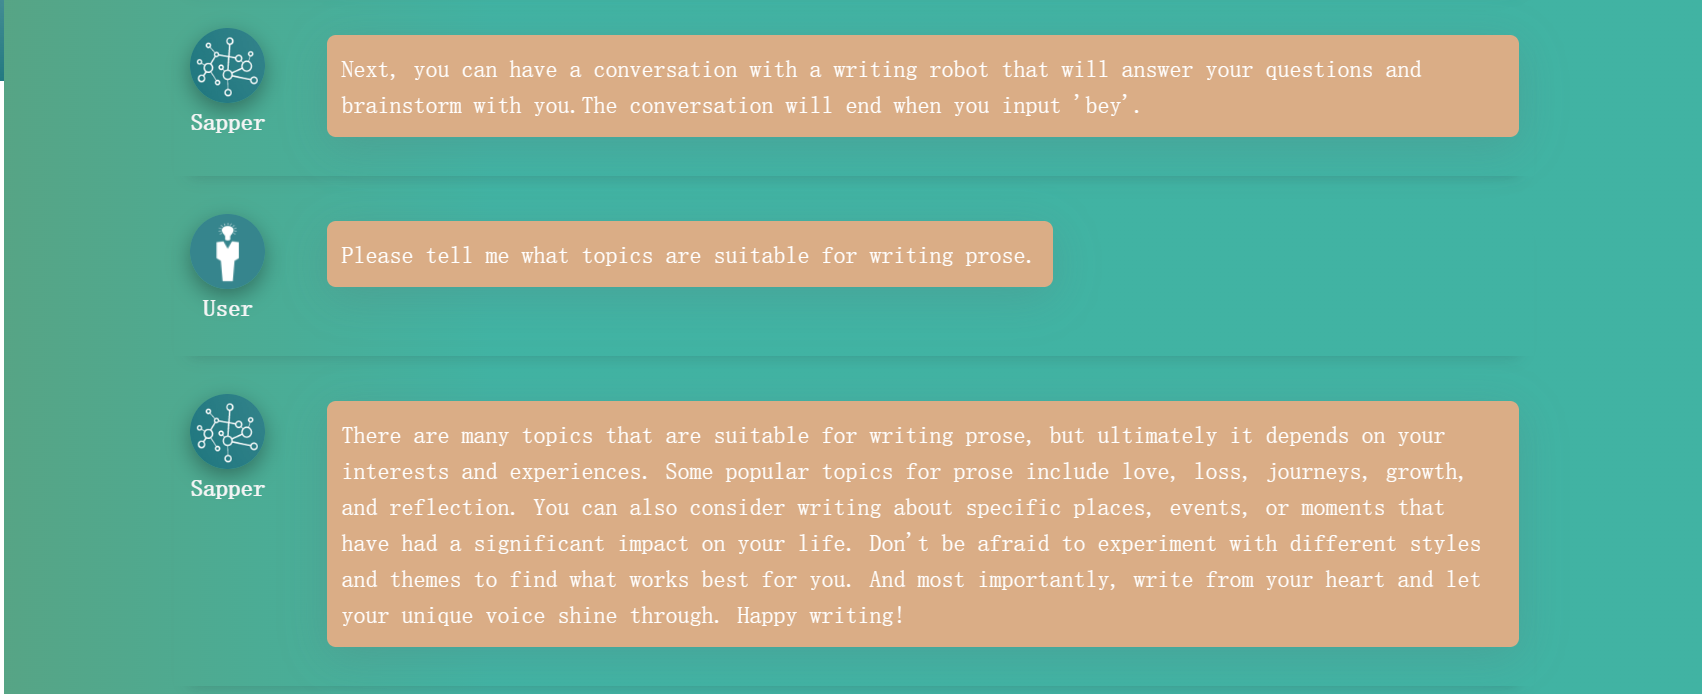 Next, you can have a conversation with a writing robot that will answer your questions and
brainstorm with you.The conversation will end when you input 'bey'.
Sapper
Please tell me what topics are suitable for writing prose.
User
There are many topics that are suitable for writing prose, but ultimately it depends on your
interests and experiences. Some popular topics for prose include love, loss, journeys, growth,
and reflection. You can also consider writing about specific places, events, or moments that
have had a significant impact on your life. Don't be afraid to experiment with different styles
and themes to find what works best for you. And most importantly, write from your heart and let
your unique voice shine through. Happy writing!
Sapper